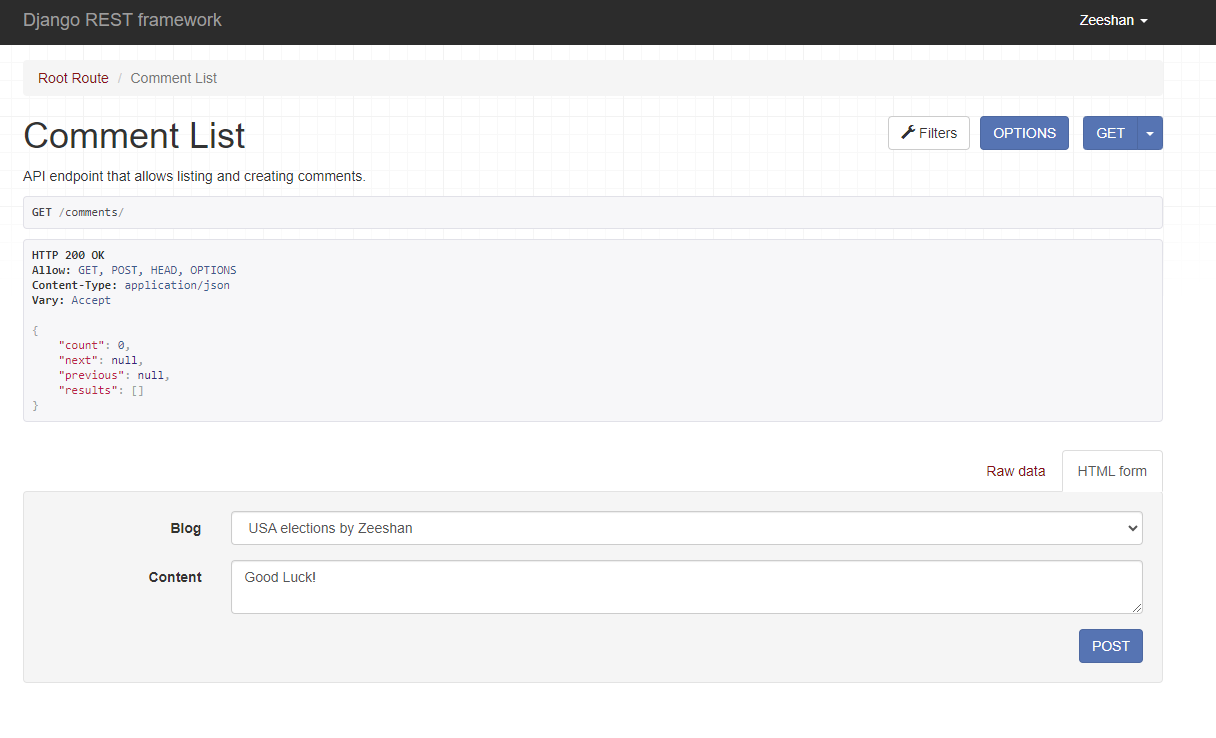 Django REST framework
Zeeshan
Root Route / Comment List
Comment List
Filters
OPTIONS
GET
API endpoint that allows listing and creating comments.
GET /comments/
HTTP 200 OK
Allow: GET, POST, HEAD, OPTIONS
Content-Type: application/json
Vary: Accept
{
    "count": 0,
    "next": null,
    "previous": null,
    "results": []
}
Raw data
HTML form
Blog
USA elections by Zeeshan
Content
Good Luck!
POST